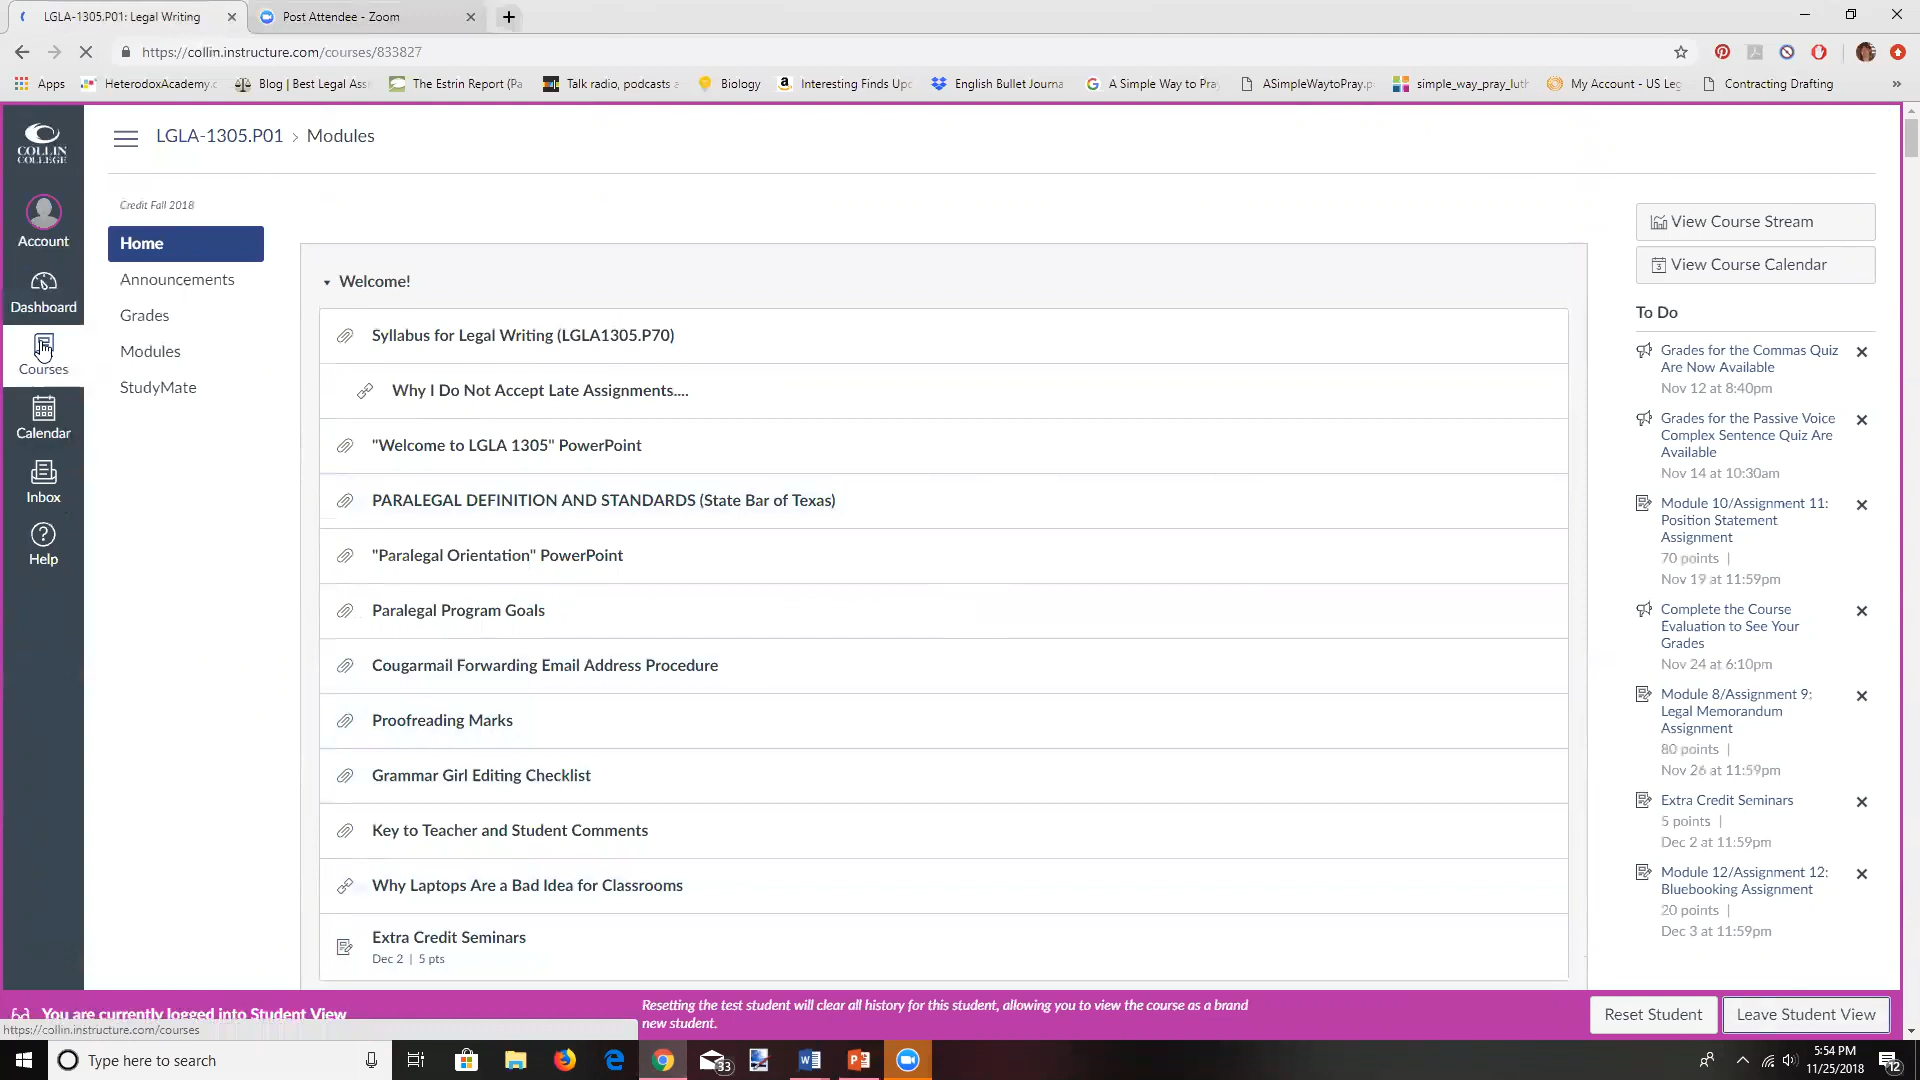 LGLA-1305.P01: Legal Writing
Post Attendee - Zoom
https://collin.instructure.com/courses/833827
Apps
HeterodoxAcademy.c
Blog | Best Legal Assi
The Estrin Report (Pa
Talk radio, podcasts
Biology
Interesting Finds Upd
English Bullet Journa
A Simple Way to Pray
ASimpleWaytoPray.p
simple_way_pray_luth
My Account - US Leg
Contracting Drafting
COLLIN COLLEGE
LGLA-1305.P01 > Modules
Credit Fall 2018
Account
Dashboard
Courses
Calendar
Inbox
Help
Home
Announcements
Grades
Modules
StudyMate
Welcome!
Syllabus for Legal Writing (LGLA1305.P70)
Why I Do Not Accept Late Assignments....
"Welcome to LGLA 1305" PowerPoint
PARALEGAL DEFINITION AND STANDARDS (State Bar of Texas)
"Paralegal Orientation" PowerPoint
Paralegal Program Goals
Cougarmail Forwarding Email Address Procedure
Proofreading Marks
Grammar Girl Editing Checklist
Key to Teacher and Student Comments
Why Laptops Are a Bad Idea for Classrooms
Extra Credit Seminars
Dec 2 | 5 pts
View Course Stream
3 View Course Calendar
To Do
Grades for the Commas Quiz
Are Now Available
Nov 12 at 8:40pm
Grades for the Passive Voice
Complex Sentence Quiz Are
Available
Nov 14 at 10:30am
Module 10/Assignment 11:
Position Statement
Assignment
70 points |
Nov 19 at 11:59pm
Complete the Course
Evaluation to See Your
Grades
Nov 24 at 6:10pm
Module 8/Assignment 9:
Legal Memorandum
Assignment
80 points |
Nov 26 at 11:59pm
Extra Credit Seminars
5 points |
Dec 2 at 11:59pm
Module 12/Assignment 12:
Bluebooking Assignment
20 points |
Dec 3 at 11:59pm
You are currently logged into Student View
https://collin.instructure.com/courses
Resetting the test student will clear all history for this student, allowing you to view the course as a brand
new student.
Reset Student
Leave Student View
Type here to search
33
5:54 PM
11/25/2018
12